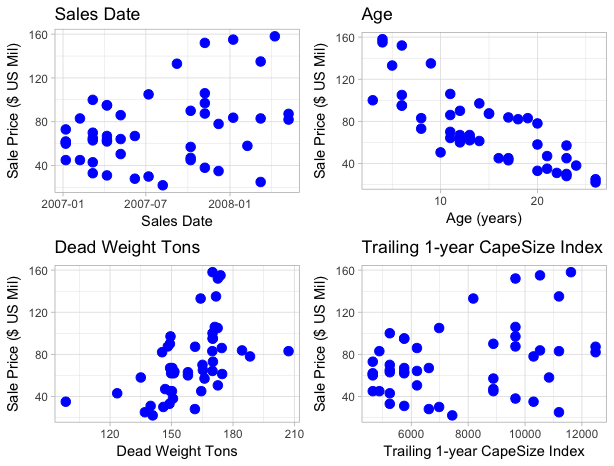 Sales Date
Age
Sale Price ($ US Mil)
160
120
80
40
2007-01
2007-07
2008-01
Sales Date
Sale Price ($ US Mil)
160
120
80
40
10
20
Age (years)
Dead Weight Tons
Trailing 1-year CapeSize Index
Sale Price ($ US Mil)
160
120
80
40
120
150
180
210
Dead Weight Tons
Sale Price ($ US Mil)
160
120
80
40
6000
8000
10000
12000
Trailing 1-year CapeSize Index